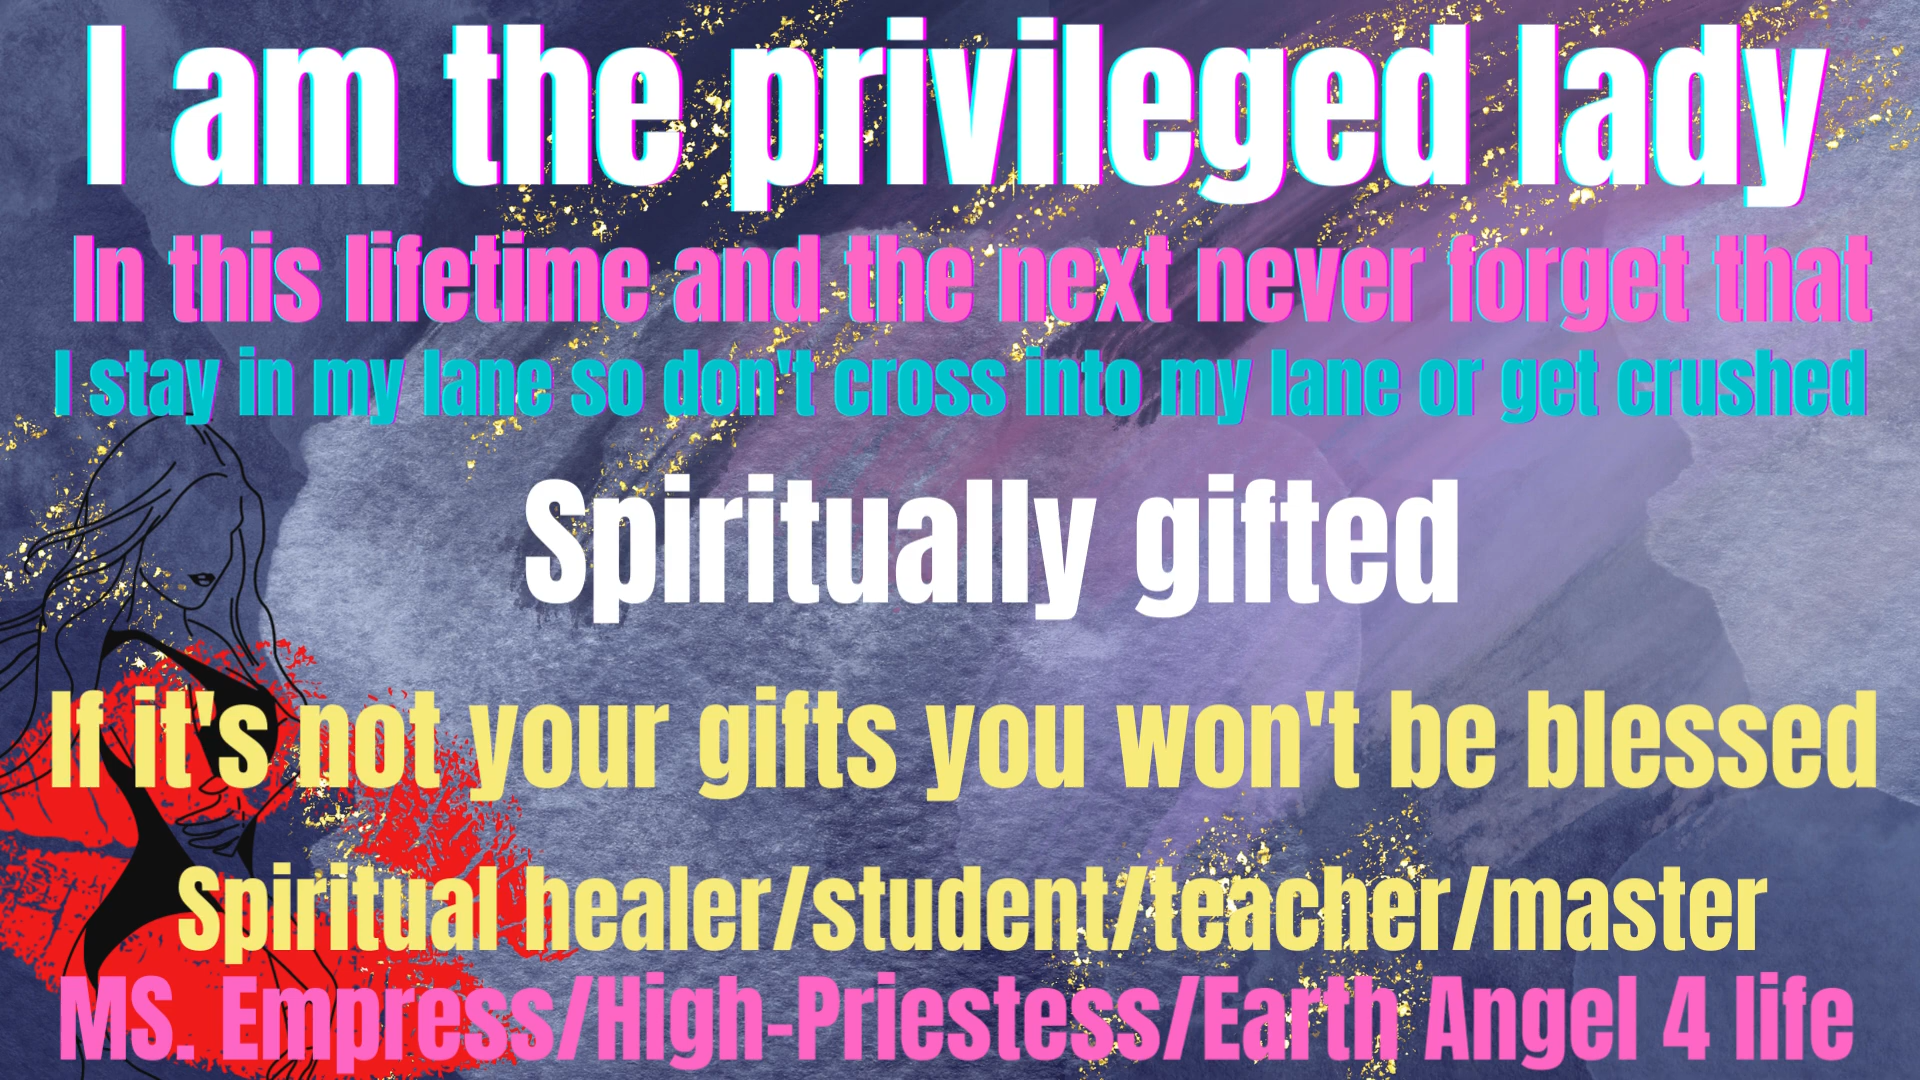 I am the privileged lady
In this lifetime and the next never forget that
I stay in my lane so don't cross into my lane or get crushed
Spiritually gifted
If it's not your gifts you won't be blessed
Spiritual healer/student/teacher/master
MS. Empress/High-Priestess/Earth Angel 4 life